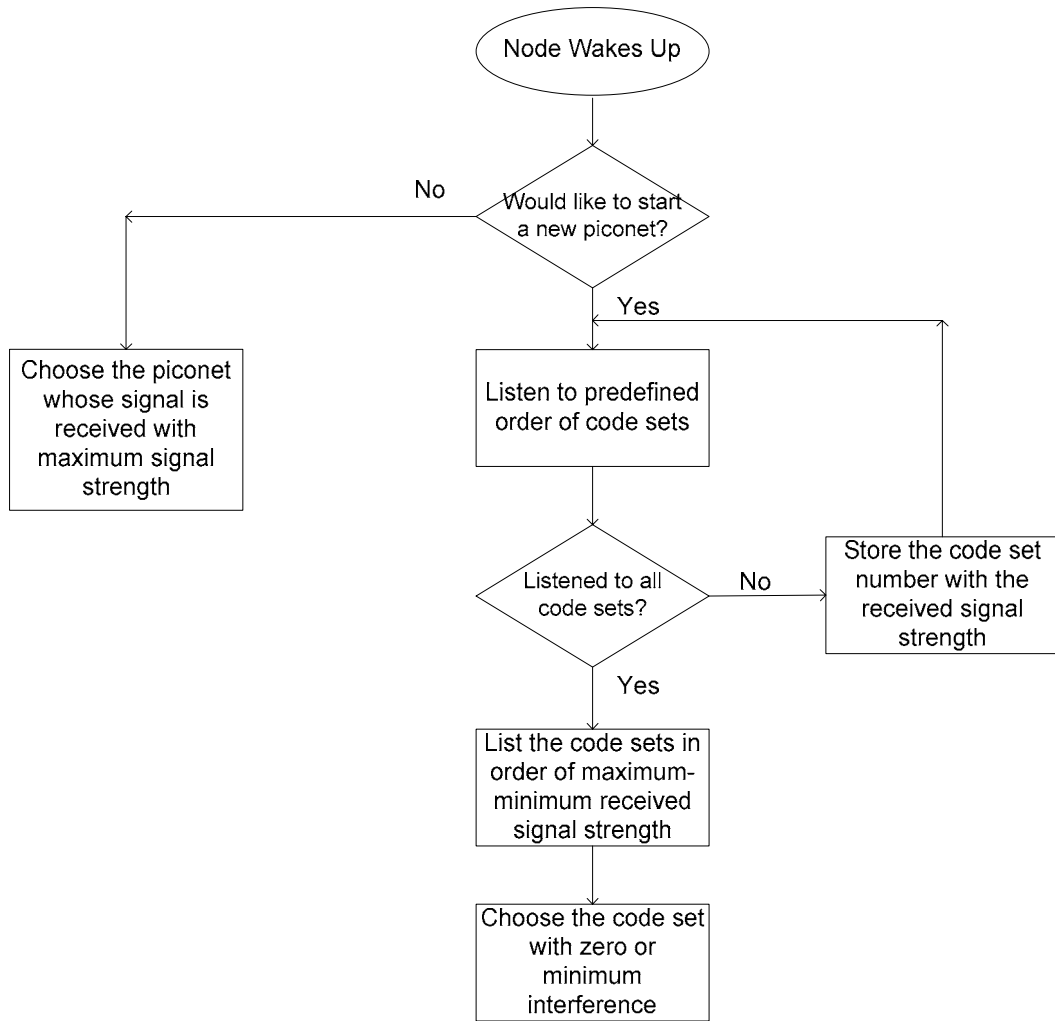 Node Wakes Up
No
Would like to start
a new piconet?
Yes
Choose the piconet
whose signal is
received with
maximum signal
strength
Listen to predefined
order of code sets
Listened to all
code sets?
No
Store the code set
number with the
received signal
strength
Yes
List the code sets in
order of maximum-
minimum received
signal strength
Choose the code set
with zero or
minimum
interference